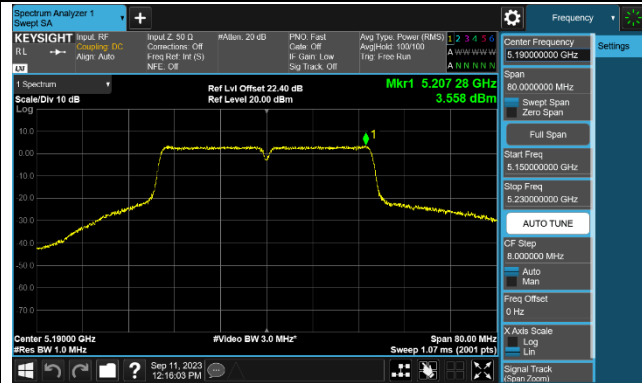 Spectrum Analyzer 1
Swept SA
Frequency
KEYSIGHT
RL
LXI
Input: RF
Coupling: DC
Align: Auto
Input Z: 50 Ω
Corrections: Off
Freq Ref: Int (S)
NFE: Off
#Atten: 20 dB
PNO: Fast
Gate: Off
IF Gain: Low
Sig Track: Off
Avg Type: Power (RMS)
Avg|Hold: 100/100
Trig: Free Run
1 2 3 4 5 6
A W W W W W
A N N N N N
1 Spectrum
Scale/Div 10 dB
Log
Ref Lvl Offset 22.40 dB
Ref Level 20.00 dBm
Mkr1 5.207 28 GHz
3.558 dBm
1
10.0
0.00
-10.0
-20.0
-30.0
-40.0
-50.0
-60.0
-70.0
Center 5.19000 GHz
#Res BW 1.0 MHz
#Video BW 3.0 MHz*
Span 80.00 MHz
Sweep 1.07 ms (2001 pts)
Center Frequency
5.190000000 GHz
Span
80.0000000 MHz
Swept Span
Zero Span
Full Span
Start Freq
5.150000000 GHz
Stop Freq
5.230000000 GHz
AUTO TUNE
CF Step
8.000000 MHz
Auto
Man
Freq Offset
0 Hz
X Axis Scale
Log
Lin
Signal Track
(Span Zoom)
Settings
Sep 11, 2023
12:16:03 PM